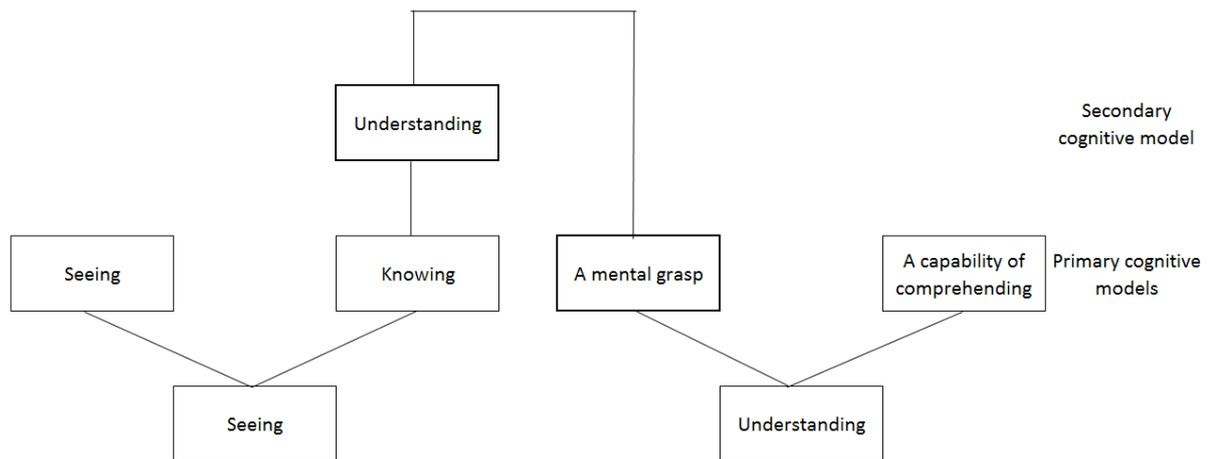 Understanding
Secondary
cognitive model
Seeing
Knowing
A mental grasp
A capability of
comprehending
Primary cognitive
models
Seeing
Understanding